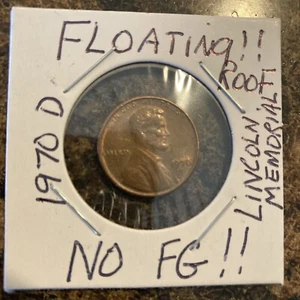 FLOATING!!
ROOF
LINCOLN
MEMORIAL
1970 D
NO FG!!